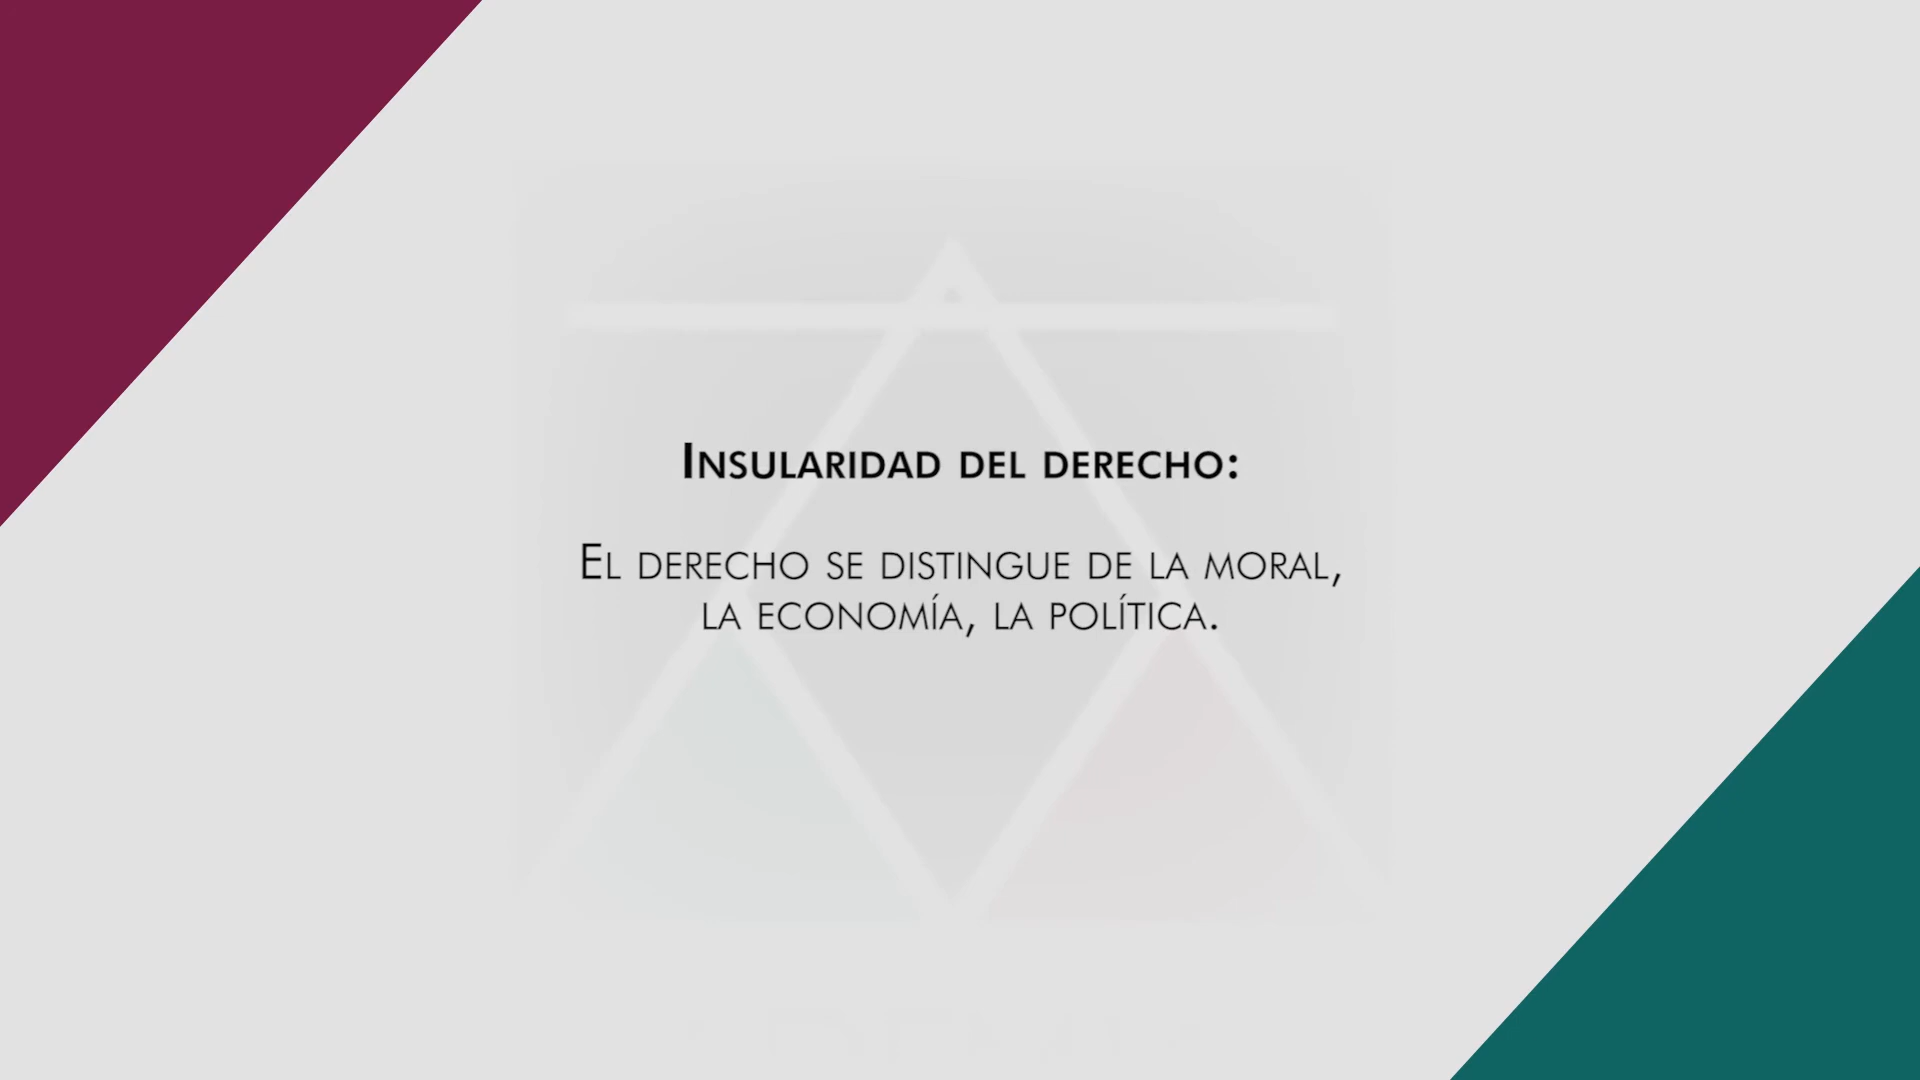 Insularidad del derecho:
El derecho se distingue de la moral,
la economía, la política.